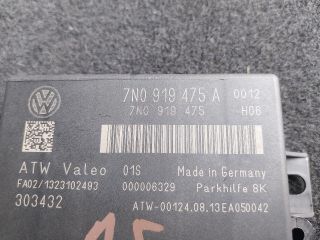 7N0 919 475 A 0012
7N0 919 475 H06
ATW Valeo 01S Made in Germany
FA02/1323102493 000006329 Parkhilfe 8K
303432 ATW-00124.08.13EA050042